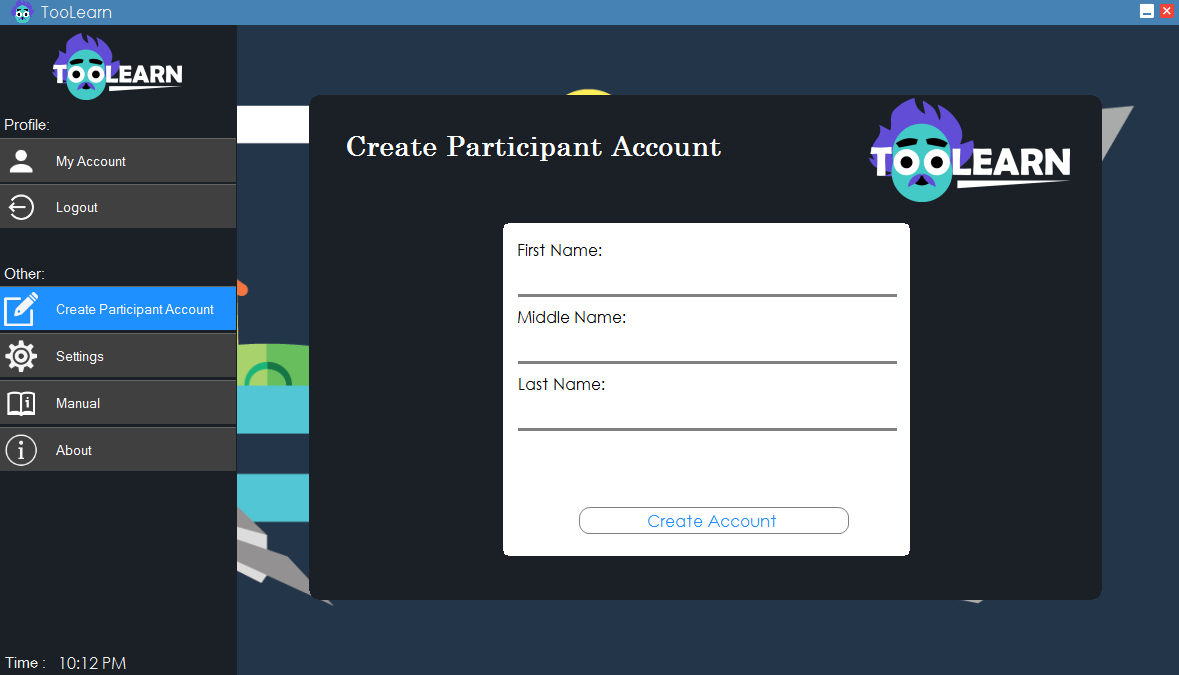 TooLearn
TOOLEARN
Profile:
My Account
Logout
Other:
Create Participant Account
Settings
Manual
About
Time : 10:12 PM
Create Participant Account
TOOLEARN
First Name:
Middle Name:
Last Name:
Create Account